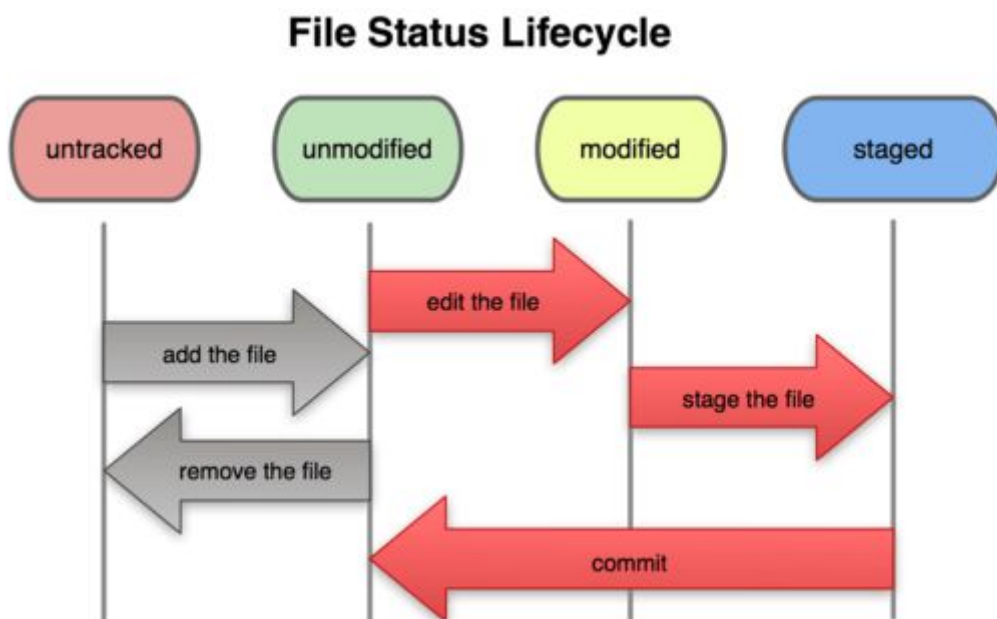 File Status Lifecycle
untracked
unmodified
modified
staged
edit the file
add the file
stage the file
remove the file
commit